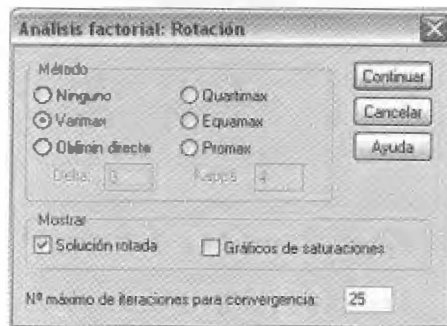 Análisis factorial: Rotación
Método
Ninguno
Quartimax
Varimax
Equamax
Oblimin directo
Promax
Delta: 0
Kappa 4
Continuar
Cancelar
Ayuda
Mostrar
Solución rotada
Gráficos de saturaciones
Nº máximo de iteraciones para convergencia: 25